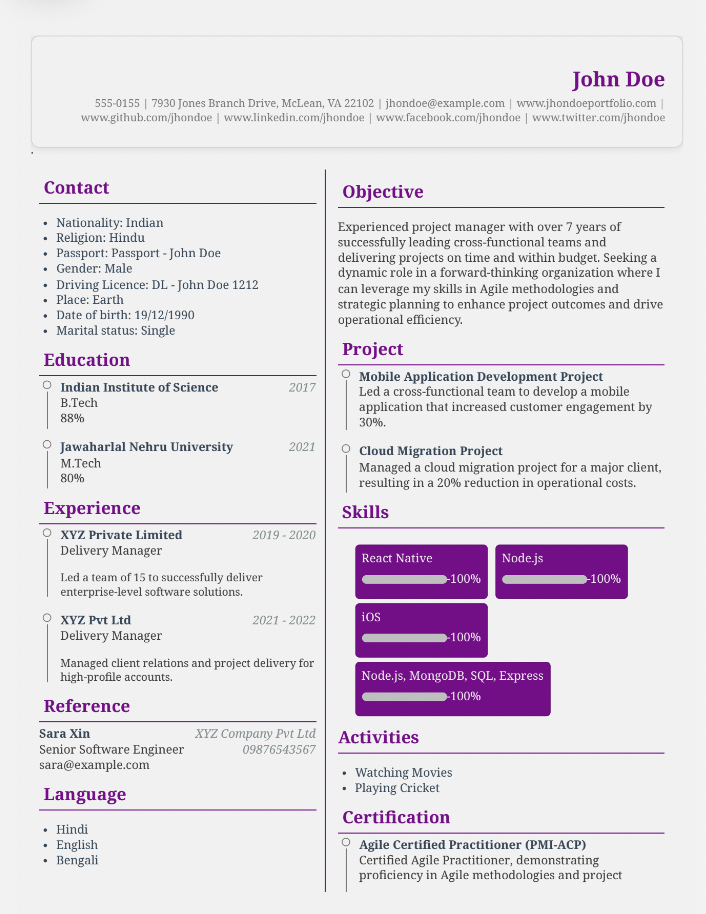 John Doe
555-0155 | 7930 Jones Branch Drive, McLean, VA 22102 | jhondoe@example.com | www.jhondoeportfolio.com |
www.github.com/jhondoe | www.linkedin.com/jhondoe | www.facebook.com/jhondoe | www.twitter.com/jhondoe
.
Contact
• Nationality: Indian
• Religion: Hindu
• Passport: Passport - John Doe
• Gender: Male
• Driving Licence: DL - John Doe 1212
• Place: Earth
• Date of birth: 19/12/1990
• Marital status: Single
Education
Indian Institute of Science 2017
B.Tech
88%
Jawaharlal Nehru University 2021
M.Tech
80%
Experience
XYZ Private Limited 2019 - 2020
Delivery Manager
Led a team of 15 to successfully deliver
enterprise-level software solutions.
XYZ Pvt Ltd 2021 - 2022
Delivery Manager
Managed client relations and project delivery for
high-profile accounts.
Reference
Sara Xin XYZ Company Pvt Ltd
Senior Software Engineer 09876543567
sara@example.com
Language
• Hindi
• English
• Bengali
Objective
Experienced project manager with over 7 years of
successfully leading cross-functional teams and
delivering projects on time and within budget. Seeking a
dynamic role in a forward-thinking organization where I
can leverage my skills in Agile methodologies and
strategic planning to enhance project outcomes and drive
operational efficiency.
Project
Mobile Application Development Project
Led a cross-functional team to develop a mobile
application that increased customer engagement by
30%.
Cloud Migration Project
Managed a cloud migration project for a major client,
resulting in a 20% reduction in operational costs.
Skills
React Native
-100%
Node.js
-100%
iOS
-100%
Node.js, MongoDB, SQL, Express
-100%
Activities
• Watching Movies
• Playing Cricket
Certification
Agile Certified Practitioner (PMI-ACP)
Certified Agile Practitioner, demonstrating
proficiency in Agile methodologies and project